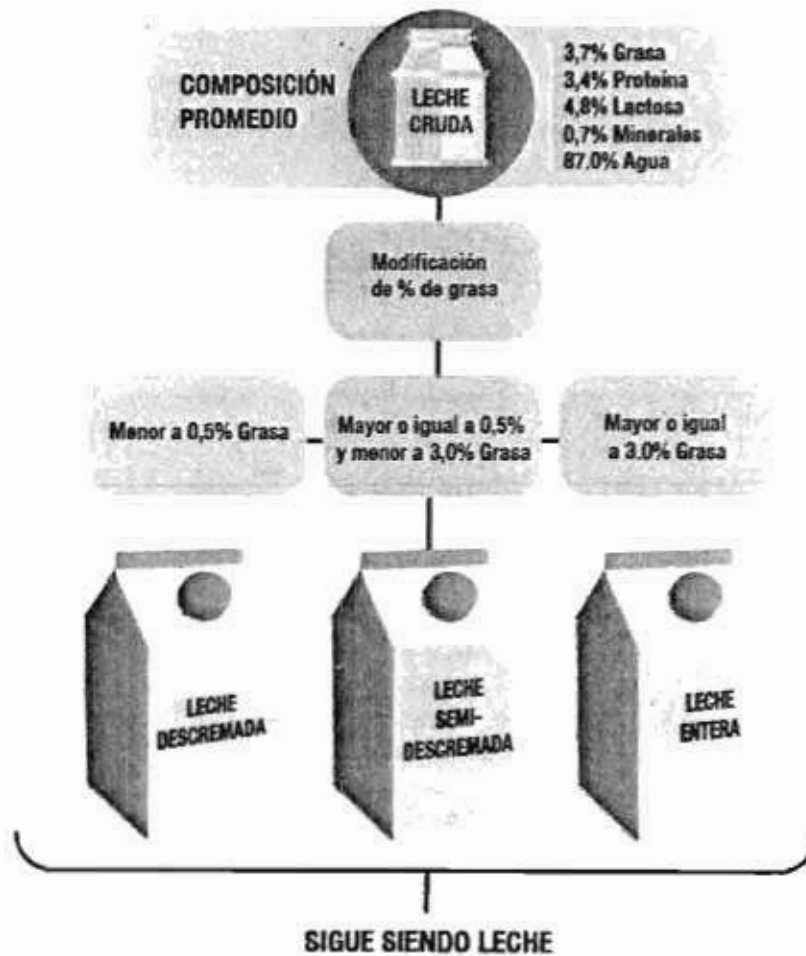 COMPOSICIÓN
PROMEDIO
LECHE
CRUDA
3,7% Grasa
3,4% Proteína
4,8% Lactosa
0,7% Minerales
87.0% Agua
Modificación
de % de grasa
Menor a 0,5% Grasa
Mayor o igual a 0,5%
y menor a 3,0% Grasa
Mayor o igual
a 3.0% Grasa
LECHE
DESCREMADA
LECHE
SEMI-
DESCREMADA
LECHE
ENTERA
SIGUE SIENDO LECHE